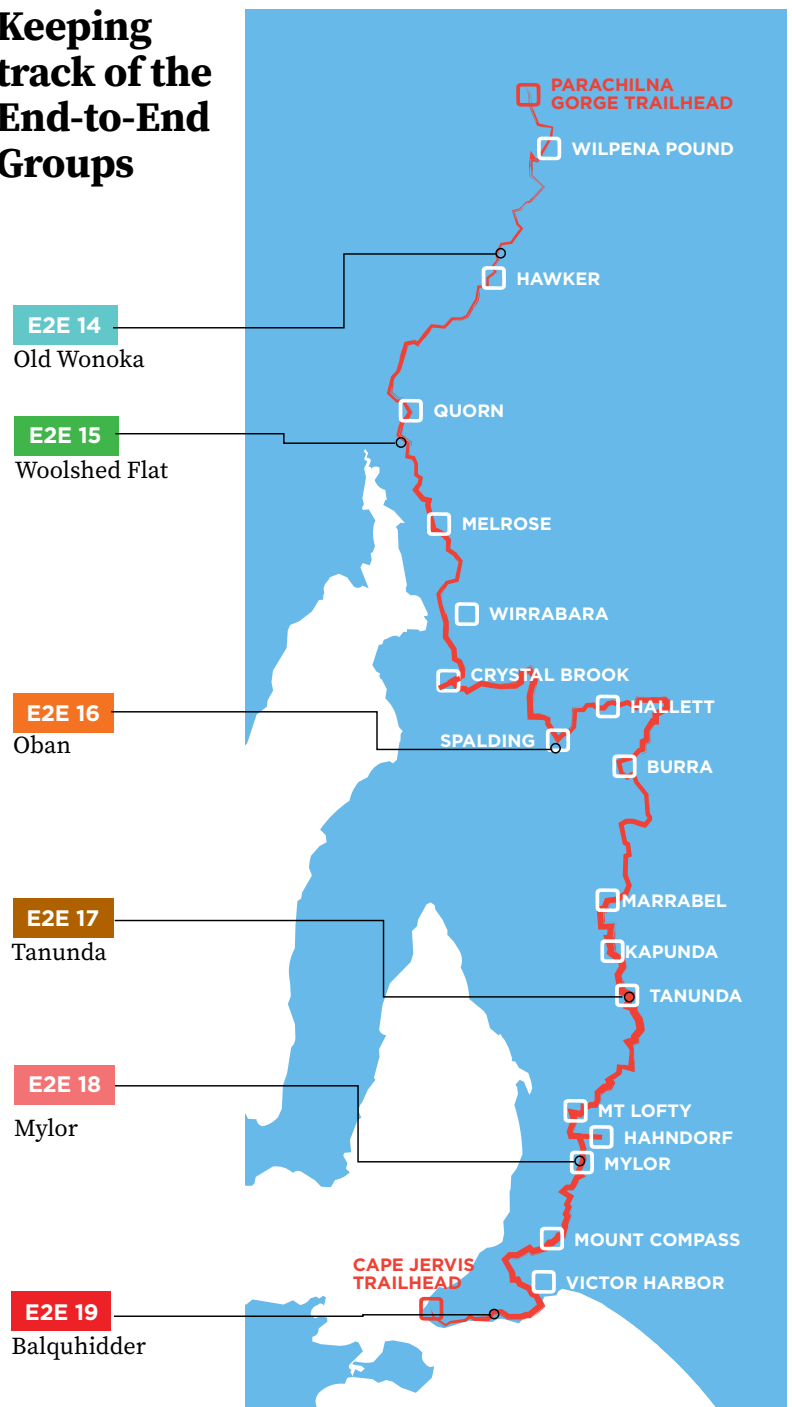 Keeping
track of the
End-to-End
Groups
PARACHILNA
GORGE TRAILHEAD
WILPENA POUND
HAWKER
E2E 14
Old Wonoka
QUORN
E2E 15
Woolshed Flat
MELROSE
WIRRABARA
CRYSTAL BROOK
E2E 16
Oban
HALLETT
SPALDING
BURRA
MARRABEL
E2E 17
Tanunda
KAPUNDA
TANUNDA
E2E 18
Mylor
MT LOFTY
HAHNDORF
MYLOR
MOUNT COMPASS
CAPE JERVIS
TRAILHEAD
VICTOR HARBOR
E2E 19
Balquhidder